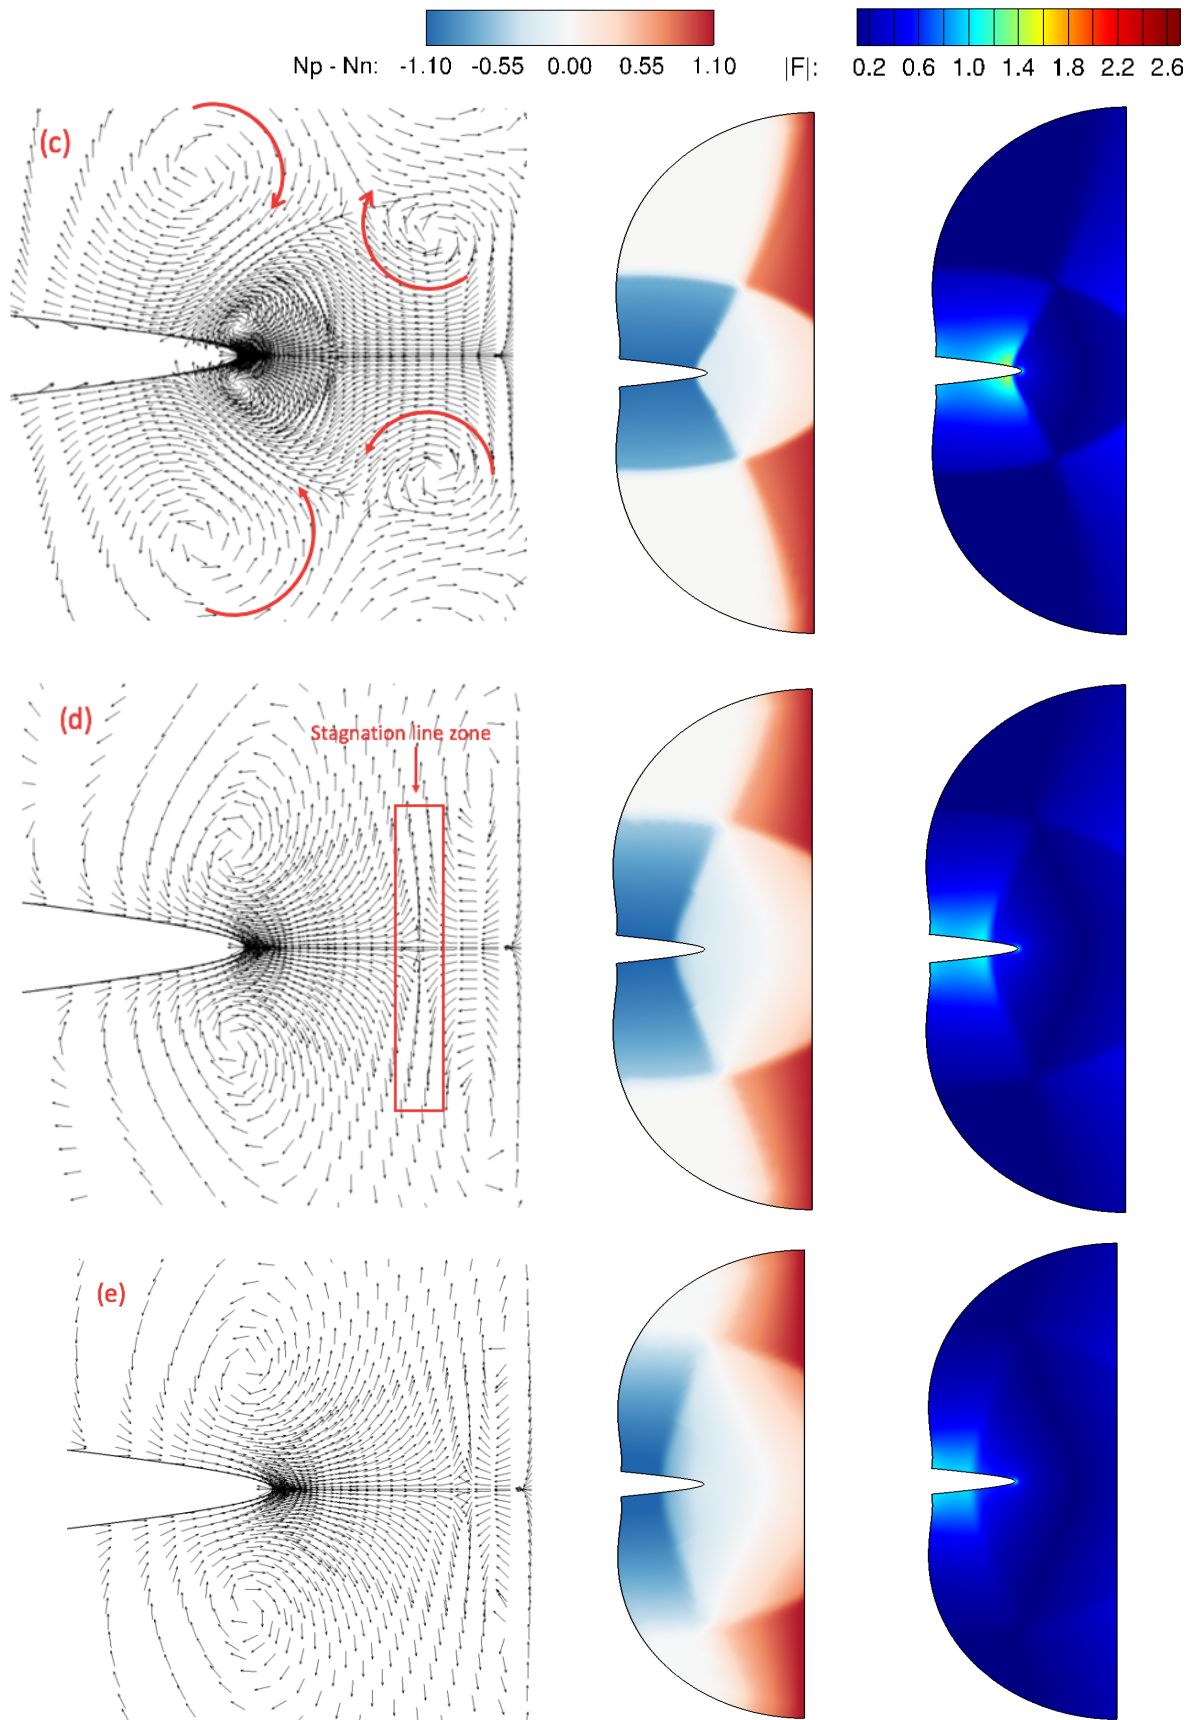 Np - Nn: -1.10 -0.55 0.00 0.55 1.10
|F|: 0.2 0.6 1.0 1.4 1.8 2.2 2.6
(c)
(d)
Stagnation line zone
(e)